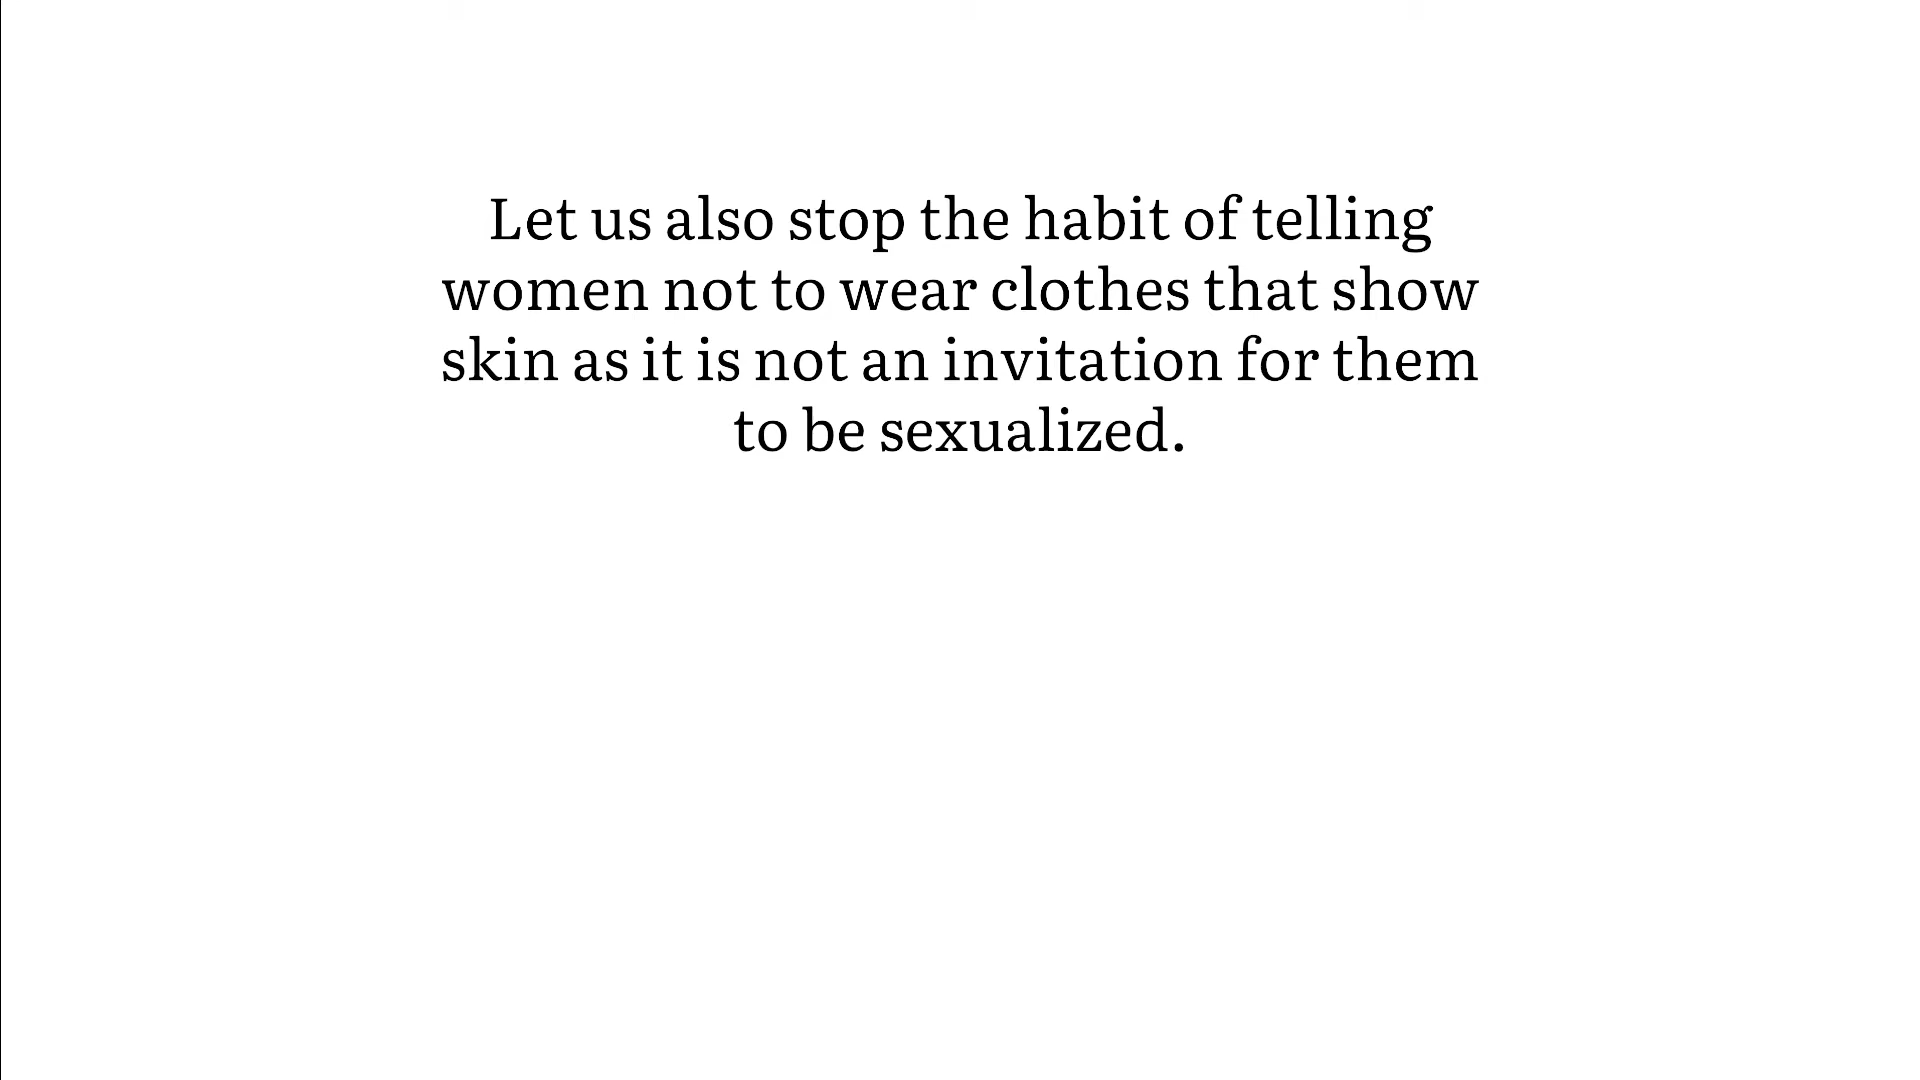 Let us also stop the habit of telling
women not to wear clothes that show
skin as it is not an invitation for them
to be sexualized.